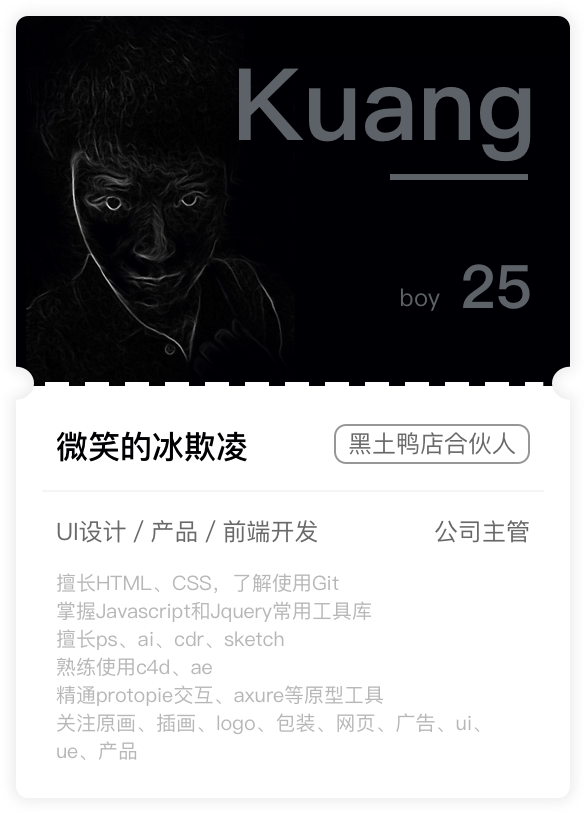 Kuang
boy 25
微笑的冰欺凌
黑土鸭店合伙人
UI设计 / 产品 / 前端开发
公司主管
擅长HTML、CSS，了解使用Git
掌握Javascript和Jquery常用工具库
擅长ps、ai、cdr、sketch
熟练使用c4d、ae
精通protopie交互、axure等原型工具
关注原画、插画、logo、包装、网页、广告、ui、
ue、产品